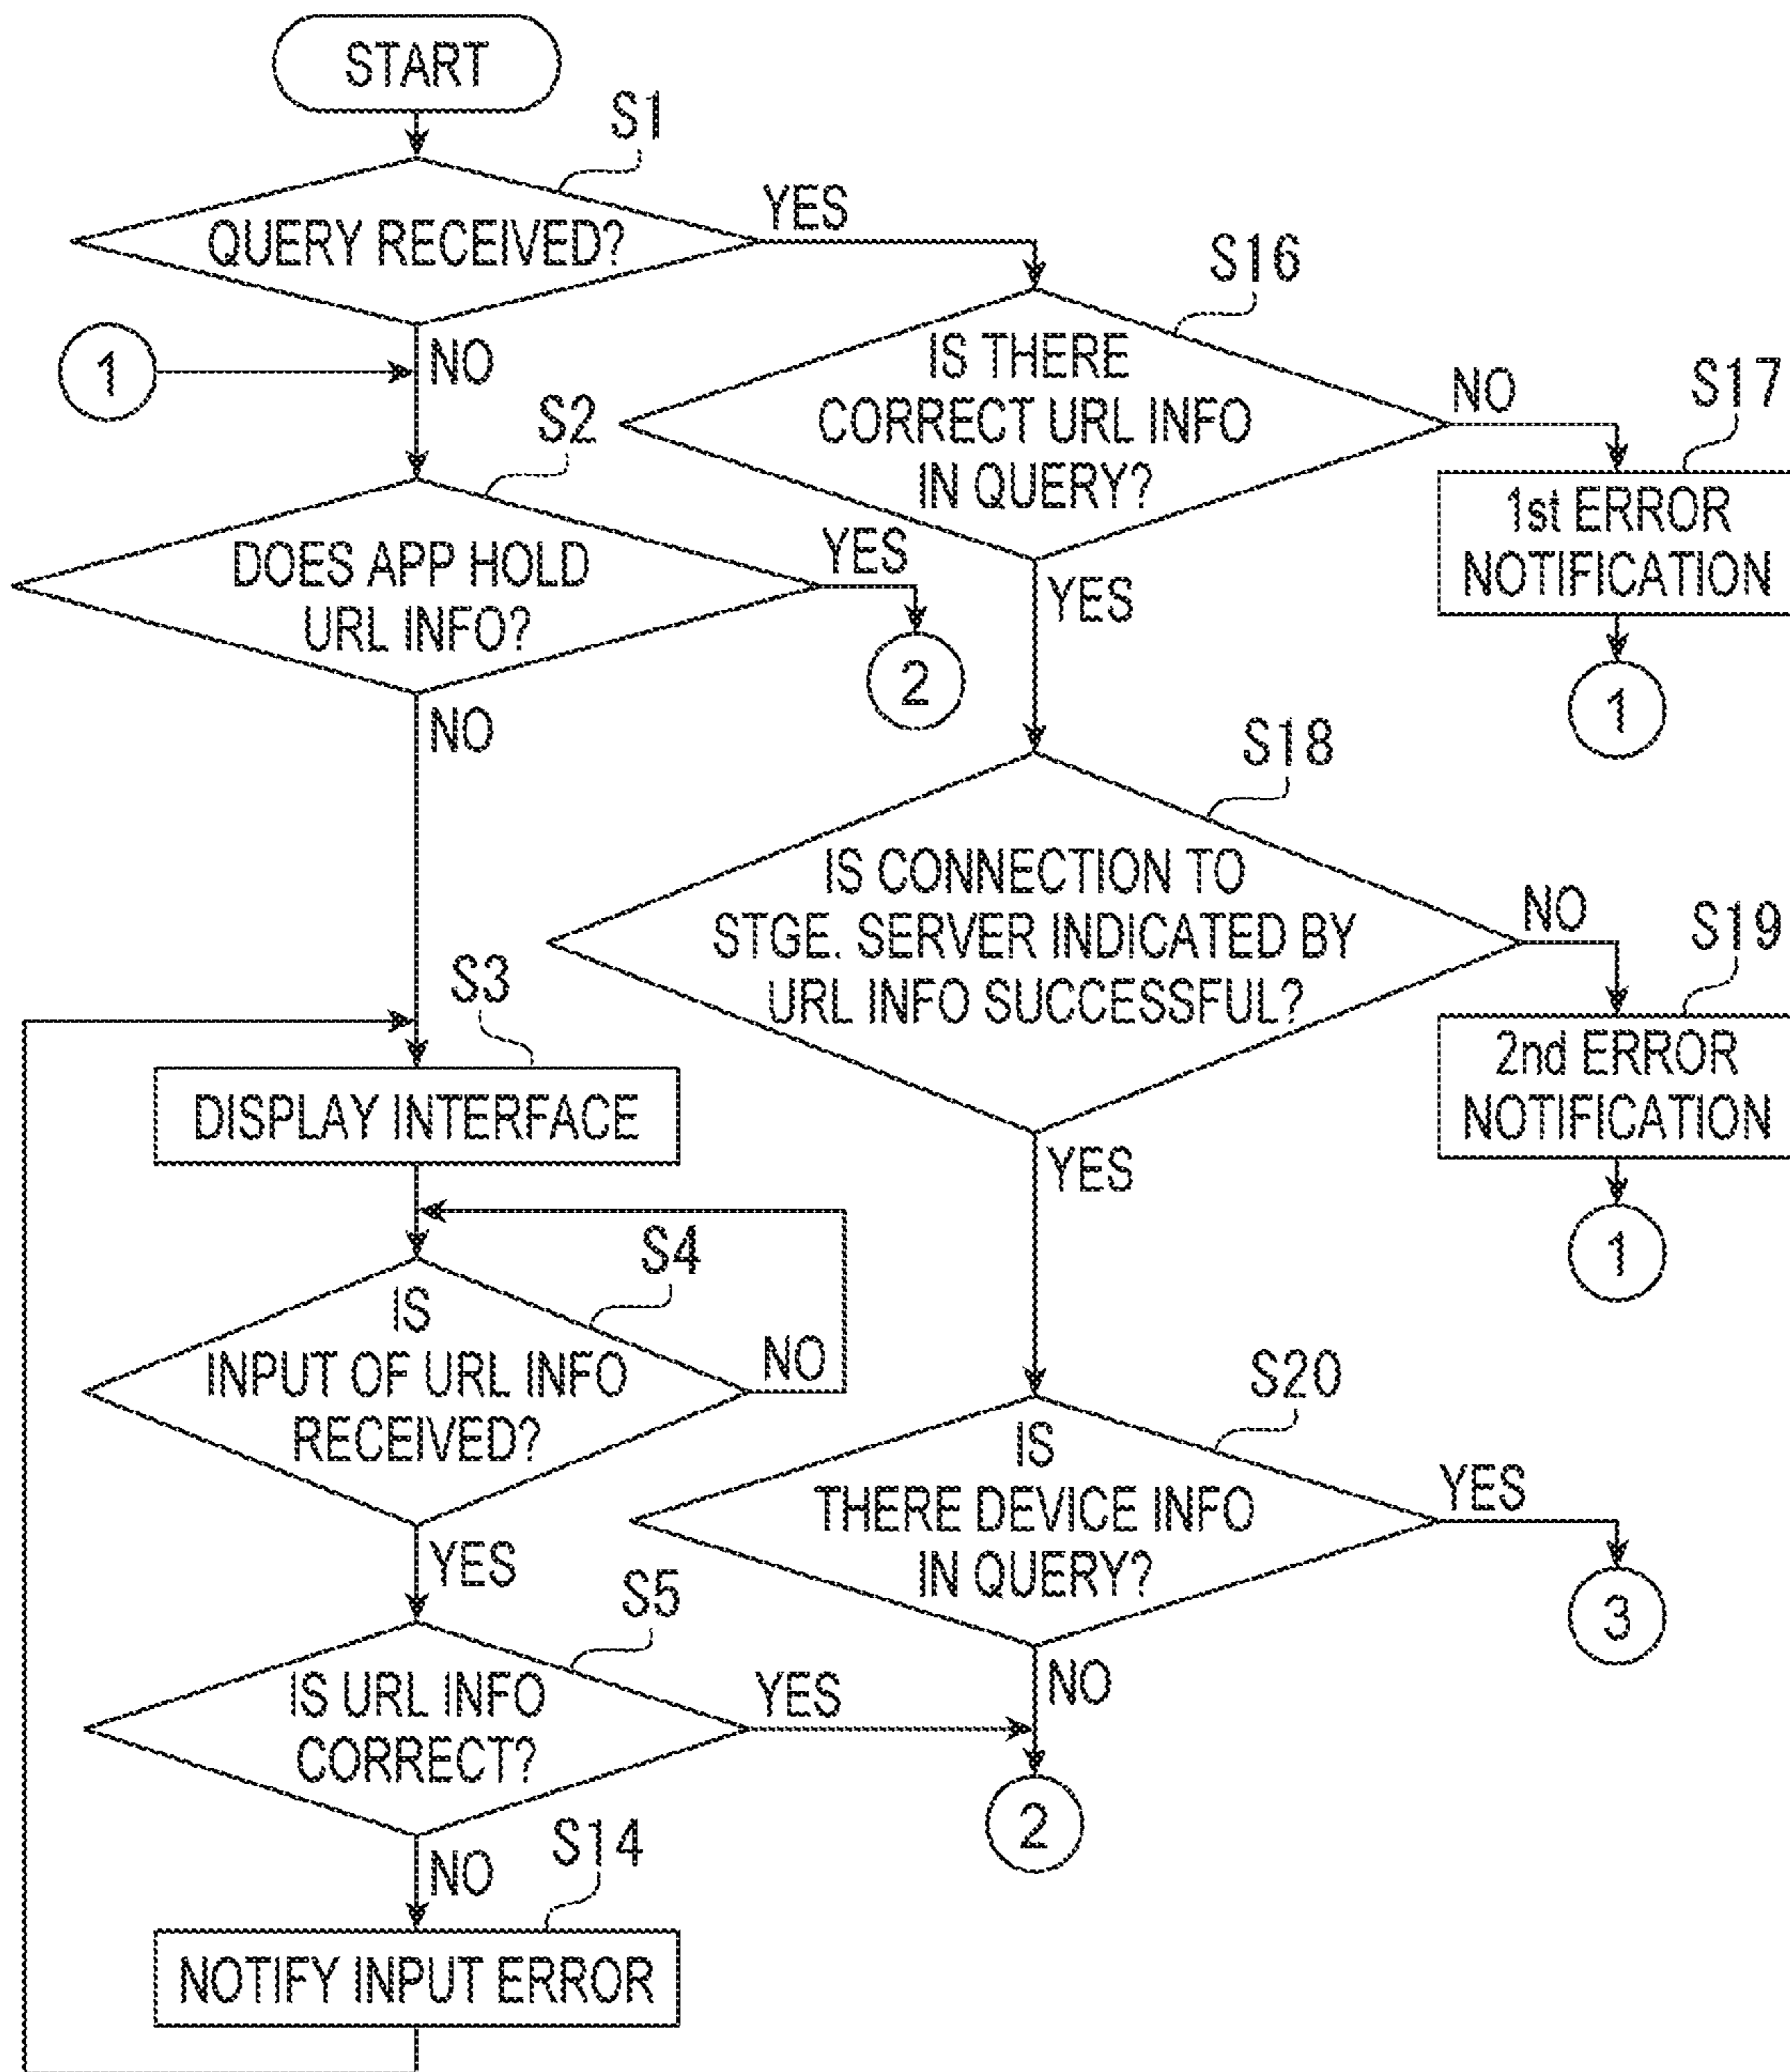 START
S1
QUERY RECEIVED?
YES
NO
1
S16
IS THERE
CORRECT URL INFO
IN QUERY?
NO
S17
1st ERROR
NOTIFICATION
1
YES
S2
DOES APP HOLD
URL INFO?
YES
2
NO
S18
IS CONNECTION TO
STGE. SERVER INDICATED BY
URL INFO SUCCESSFUL?
NO
S19
2nd ERROR
NOTIFICATION
1
YES
S3
DISPLAY INTERFACE
S4
IS
INPUT OF URL INFO
RECEIVED?
NO
YES
S20
IS
THERE DEVICE INFO
IN QUERY?
YES
3
NO
S5
IS URL INFO
CORRECT?
YES
2
NO
S14
NOTIFY INPUT ERROR